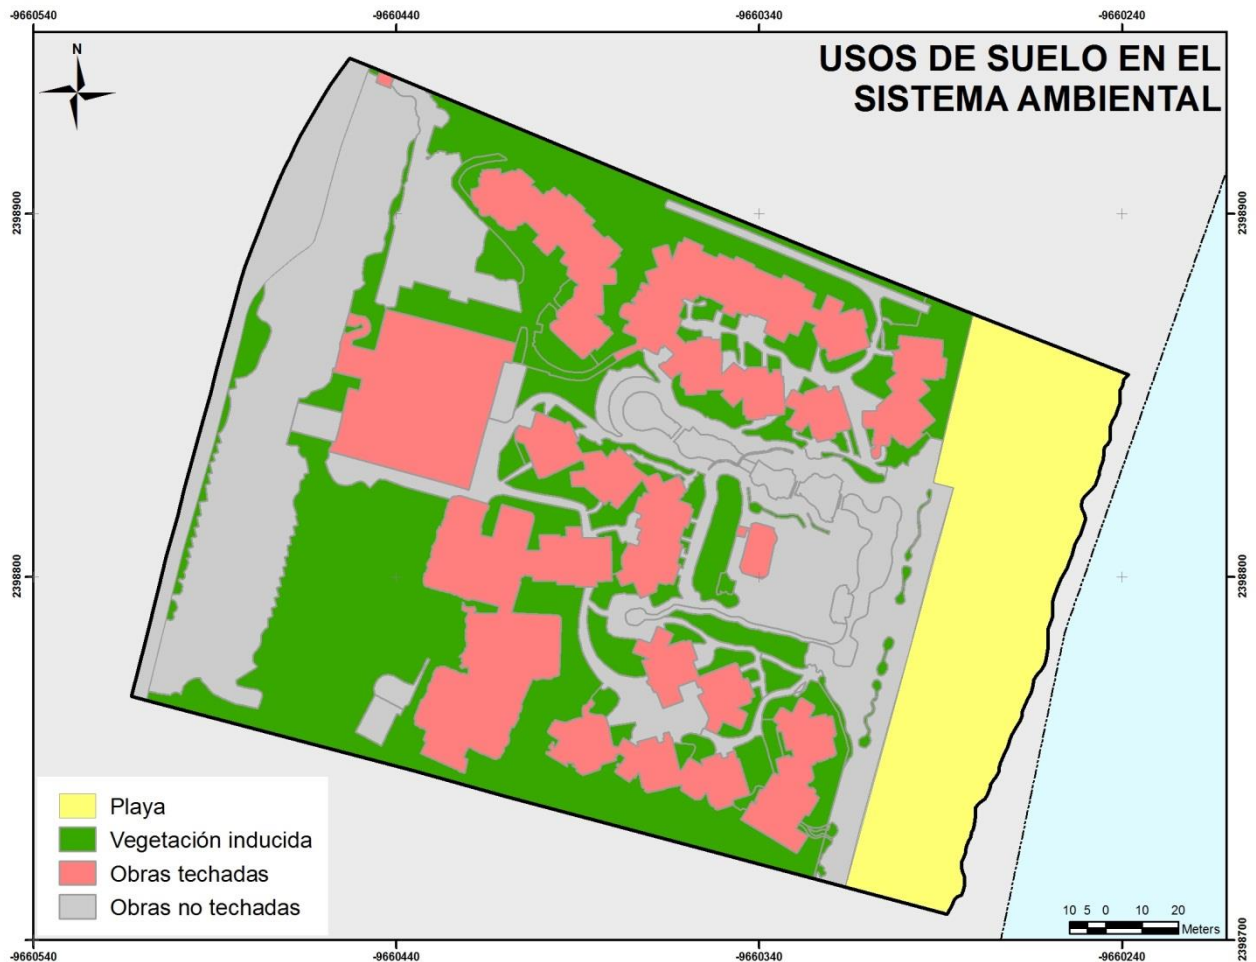 -9660540
-9660440
-9660340
-9660240
USOS DE SUELO EN EL
SISTEMA AMBIENTAL
N
2398900
2398900
2398800
2398800
Playa
Vegetación inducida
Obras techadas
Obras no techadas
10 5 0 10 20
Meters
2398700
-9660540
-9660440
-9660340
-9660240